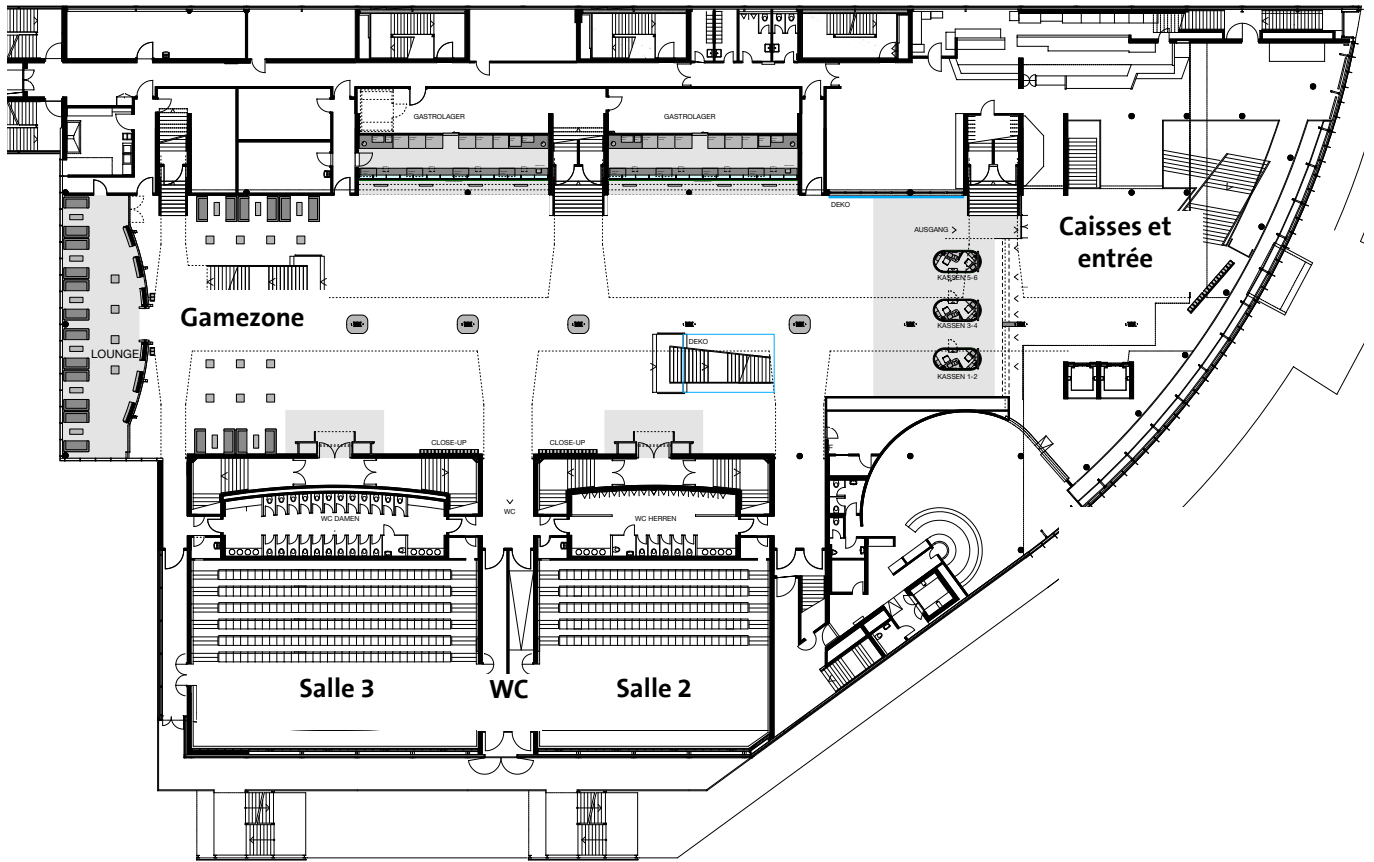 GASTROLAGER
GASTROLAGER
DEKO
AUSGANG
Caisses et
entrée
KASSEN 5-6
Gamezone
KASSEN 3-4
DEKO
LOUNGE
KASSEN 1-2
CLOSE-UP
CLOSE-UP
WC
WC DAMEN
WC HERREN
Salle 3
WC
Salle 2